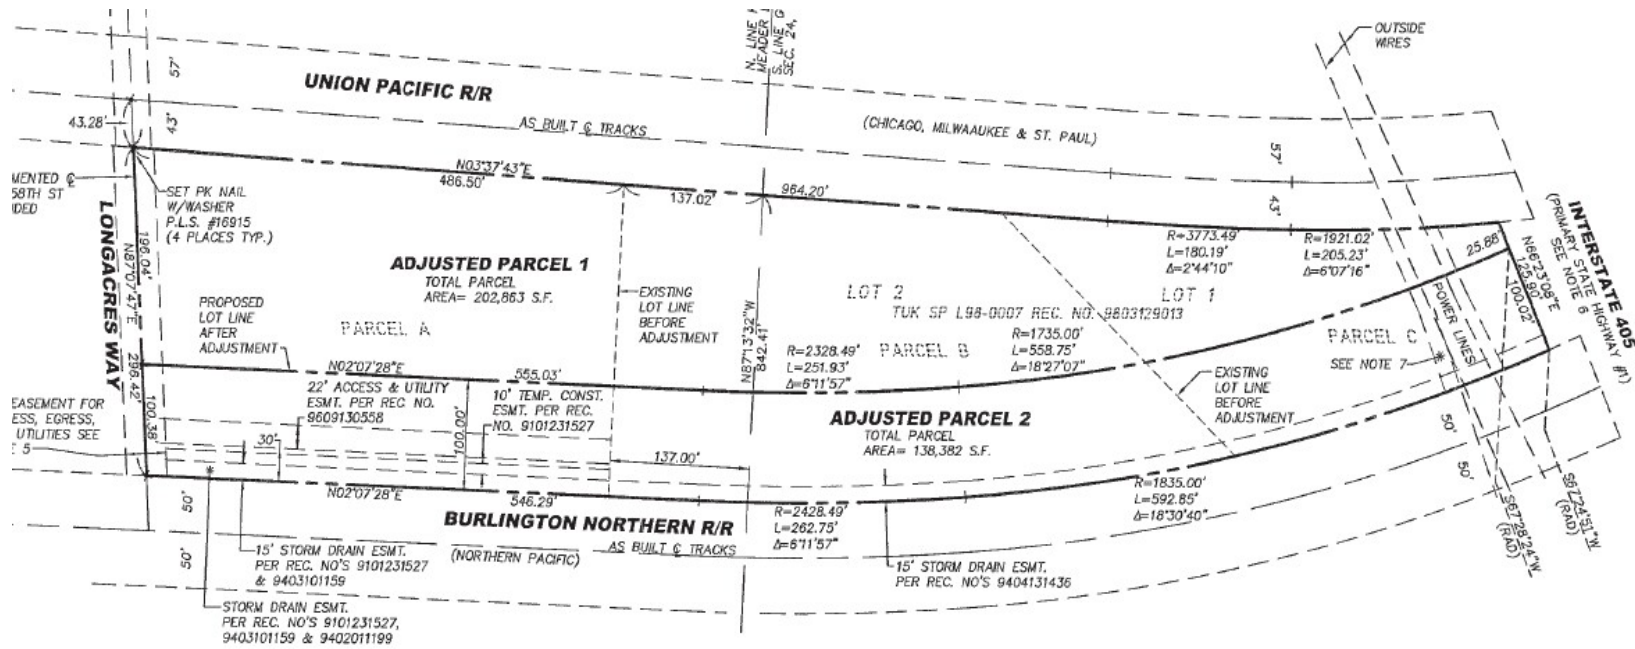 N. LINE
MEADER
S. LINE G
SEC. 24,
OUTSIDE
WIRES
57'
UNION PACIFIC R/R
43.28'
43'
AS BUILT ℄ TRACKS
(CHICAGO, MILWAAUKEE & ST. PAUL)
57'
MENTED ℄
58TH ST
DED
SET PK NAIL
W/WASHER
P.L.S. #16915
(4 PLACES TYP.)
N03°37'43"E
486.50'
137.02'
964.20'
43'
LONGACRES WAY
196.04'
N87°07'47"E
296.42'
100.38'
ADJUSTED PARCEL 1
TOTAL PARCEL
AREA= 202,863 S.F.
R=3773.49'
L=180.19'
Δ=2°44'10"
R=1921.02'
L=205.23'
Δ=6°07'16"
25.88'
N66°23'08"E
125.90'
100.02'
INTERSTATE 405
(PRIMARY STATE HIGHWAY #1)
SEE NOTE 6
PROPOSED
LOT LINE
AFTER
ADJUSTMENT
PARCEL A
EXISTING
LOT LINE
BEFORE
ADJUSTMENT
N87°13'32"W
842.41'
LOT 2
LOT 1
TUK SP L98-0007 REC. NO. 9803129013
POWER LINES
PARCEL C
SEE NOTE 7
R=2328.49'
L=251.93'
Δ=6°11'57"
PARCEL B
R=1735.00'
L=558.75'
Δ=18°27'07"
N02°07'28"E
555.03'
EXISTING
LOT LINE
BEFORE
ADJUSTMENT
EASEMENT FOR
ESS, EGRESS,
UTILITIES SEE
5
22' ACCESS & UTILITY
ESMT. PER REC NO.
9609130558
30'
100.00'
10' TEMP. CONST.
ESMT. PER REC.
NO. 9101231527
137.00'
ADJUSTED PARCEL 2
TOTAL PARCEL
AREA= 138,382 S.F.
50'
50'
N02°07'28"E
546.29'
50'
BURLINGTON NORTHERN R/R
(NORTHERN PACIFIC)
AS BUILT ℄ TRACKS
R=2428.49'
L=262.75'
Δ=6°11'57"
R=1835.00'
L=592.85'
Δ=18°30'40"
S67°24'51"W
(RAD)
S67°28'24"W
(RAD)
50'
15' STORM DRAIN ESMT.
PER REC. NO'S 9101231527
& 9403101159
15' STORM DRAIN ESMT.
PER REC. NO'S 9404131436
STORM DRAIN ESMT.
PER REC. NO'S 9101231527,
9403101159 & 9402011199